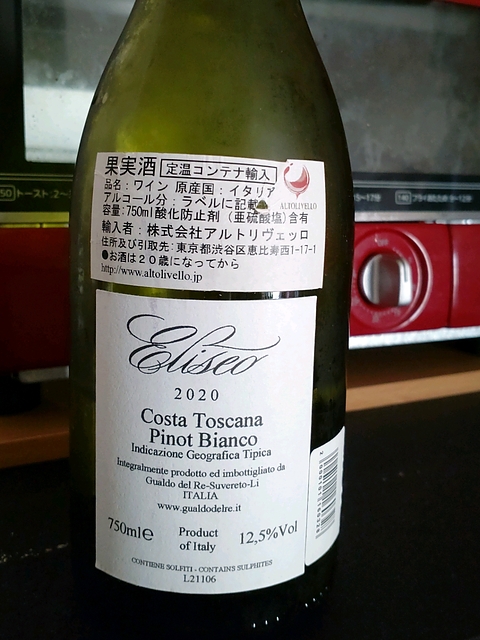 果実酒 定温コンテナ輸入
品名：ワイン 原産国：イタリア
アルコール分：ラベルに記載
容量：750ml 酸化防止剤（亜硫酸塩）含有
輸入者：株式会社アルトリヴェッロ
住所及び引取先：東京都渋谷区恵比寿西1-17-1
●お酒は２０歳になってから
http://www.altolivello.jp
ALTOLIVELLO
Eliseo
2020
Costa Toscana
Pinot Bianco
Indicazione Geografica Tipica
Integralmente prodotto ed imbottigliato da
Gualdo del Re-Suvereto-Li
ITALIA
www.gualdodelre.it
750ml℮
Product
of Italy
12,5%Vol
CONTIENE SOLFITI - CONTAINS SULPHITES
L21106
50 トースト:2~